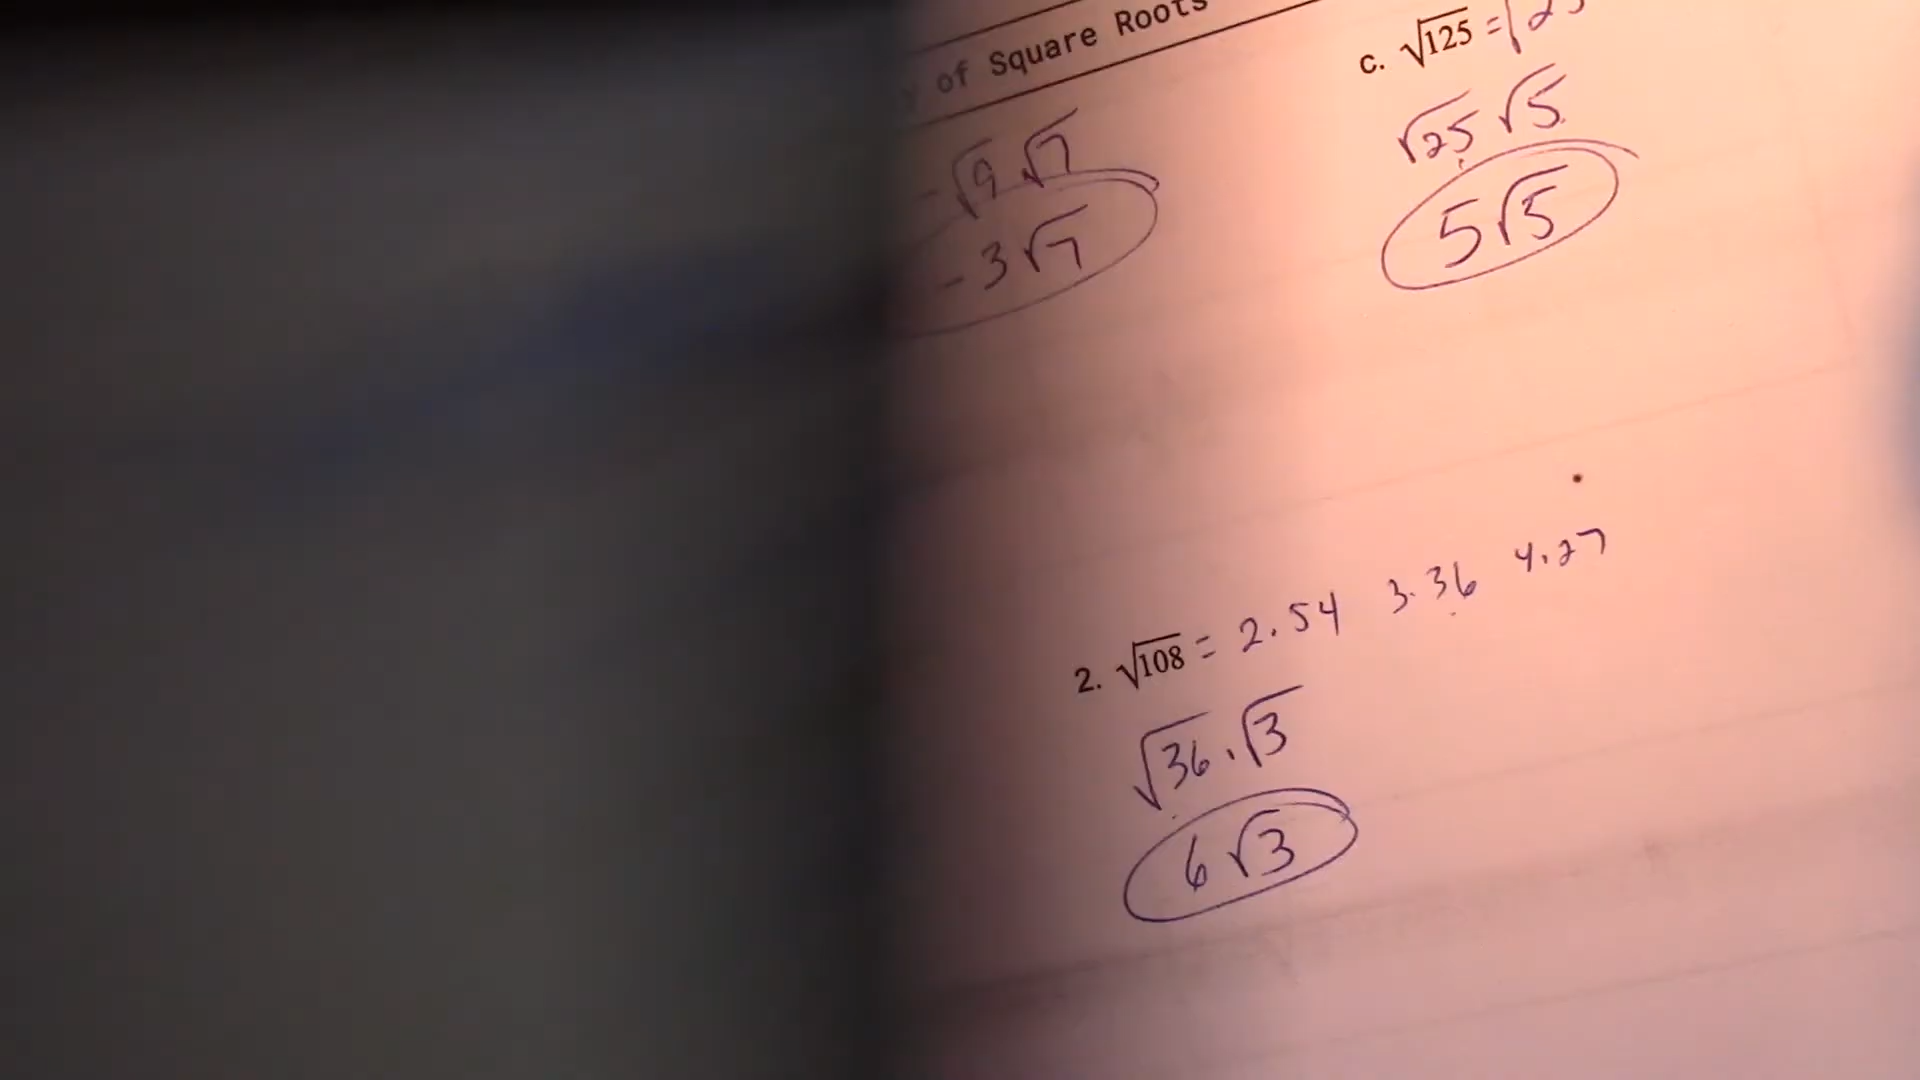 of Square Roots
-√9 √7
-3√7
c. √125 =
√25 √5
5√5
2. √108 = 2.54 3.36 4.27
√36 . √3
6√3